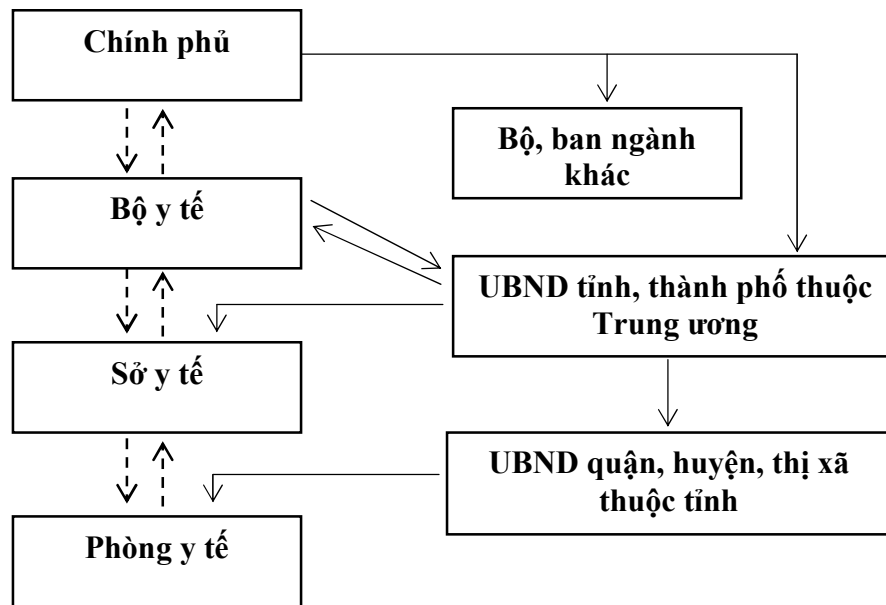 Chính phủ
Bộ, ban ngành
khác
Bộ y tế
UBND tỉnh, thành phố thuộc
Trung ương
Sở y tế
UBND quận, huyện, thị xã
thuộc tỉnh
Phòng y tế